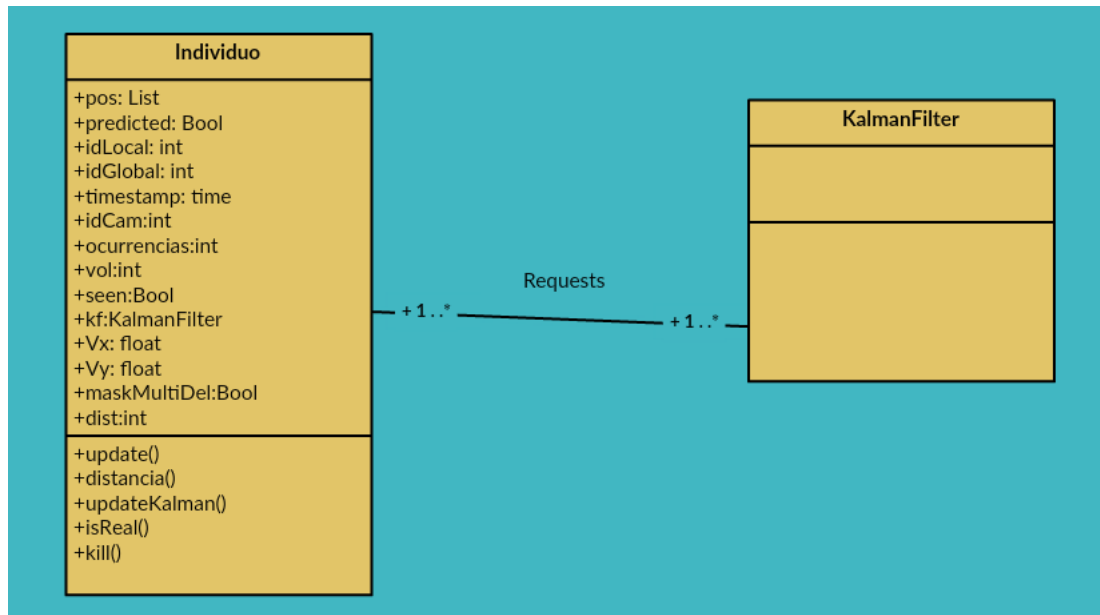 Individuo
+pos: List
+predicted: Bool
+idLocal: int
+idGlobal: int
+timestamp: time
+idCam:int
+ocurrencias:int
+vol:int
+seen:Bool
+kf:KalmanFilter
+Vx: float
+Vy: float
+maskMultiDel:Bool
+dist:int
+update()
+distancia()
+updateKalman()
+isReal()
+kill()
Requests
+ 1 . . *
+ 1 . . *
KalmanFilter